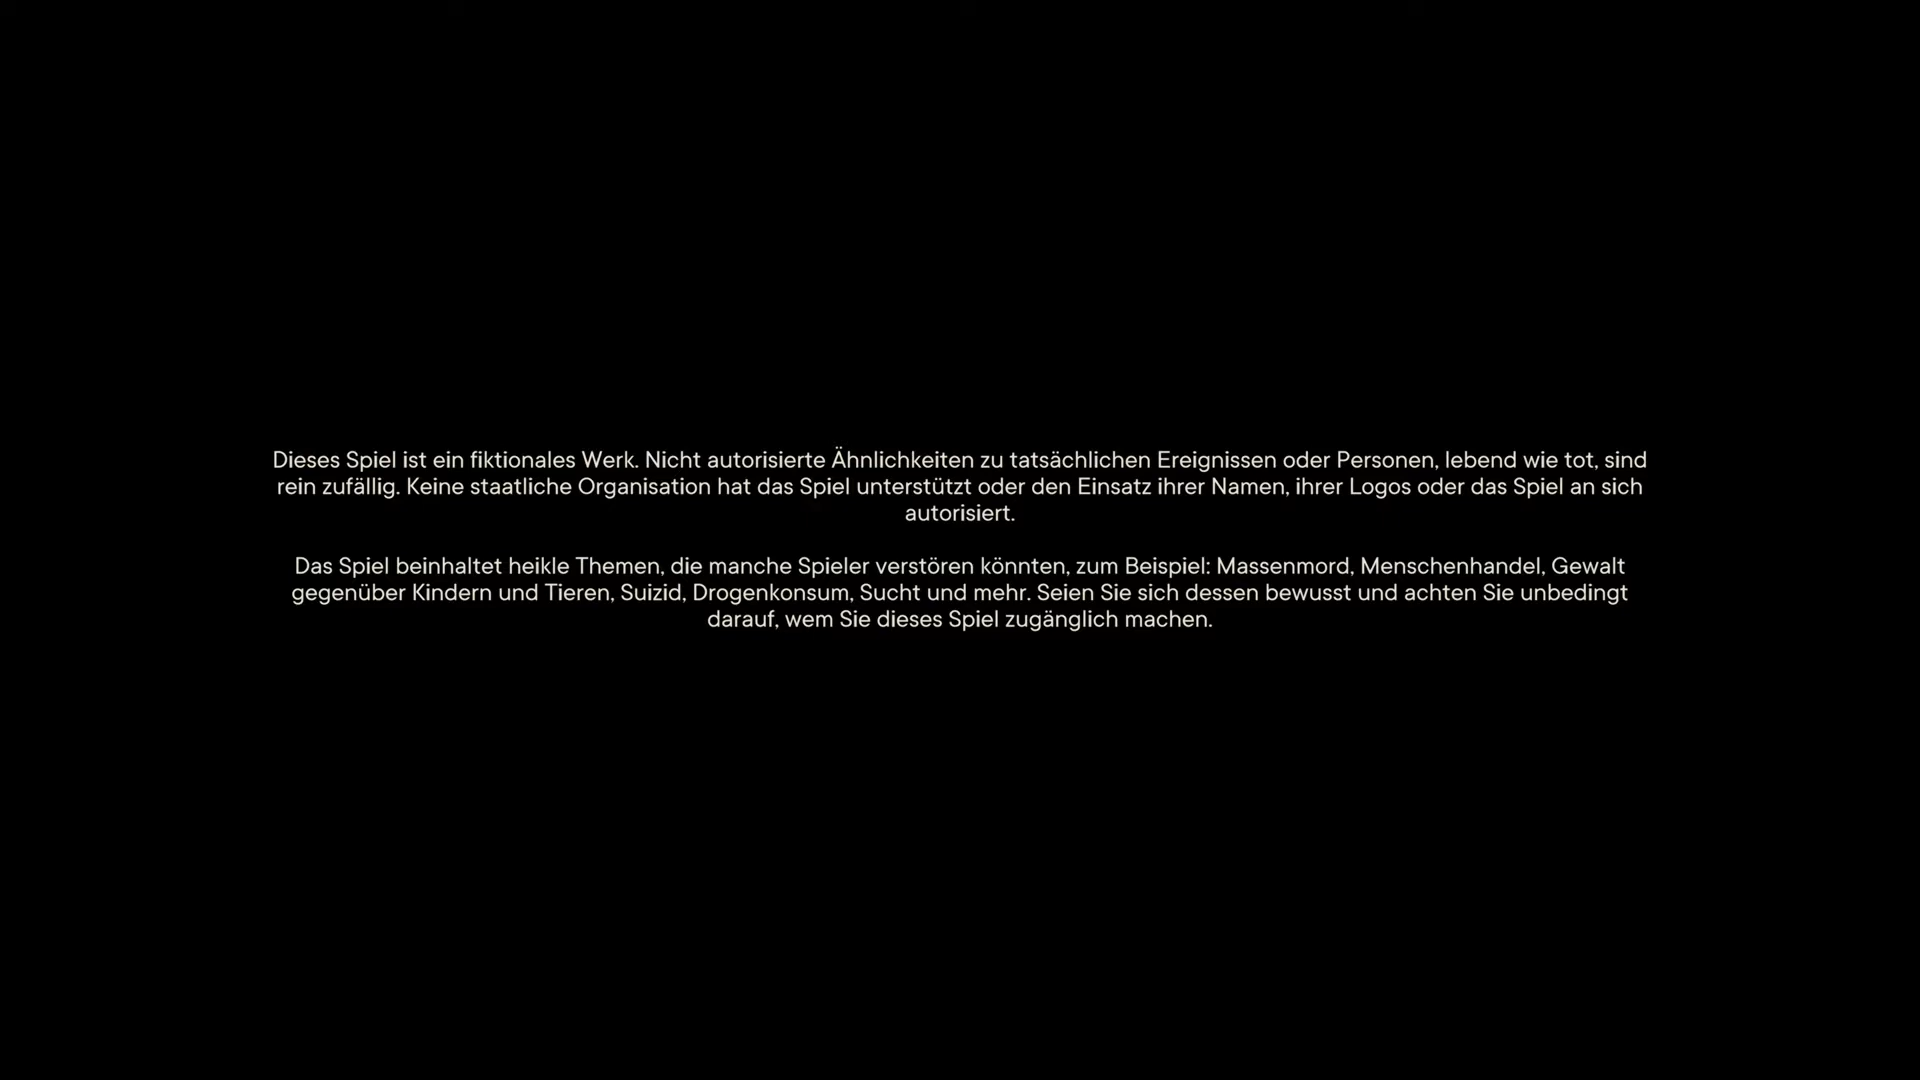 Dieses Spiel ist ein fiktionales Werk. Nicht autorisierte Ähnlichkeiten zu tatsächlichen Ereignissen oder Personen, lebend wie tot, sind
rein zufällig. Keine staatliche Organisation hat das Spiel unterstützt oder den Einsatz ihrer Namen, ihrer Logos oder das Spiel an sich
autorisiert.
Das Spiel beinhaltet heikle Themen, die manche Spieler verstören könnten, zum Beispiel: Massenmord, Menschenhandel, Gewalt
gegenüber Kindern und Tieren, Suizid, Drogenkonsum, Sucht und mehr. Seien Sie sich dessen bewusst und achten Sie unbedingt
darauf, wem Sie dieses Spiel zugänglich machen.